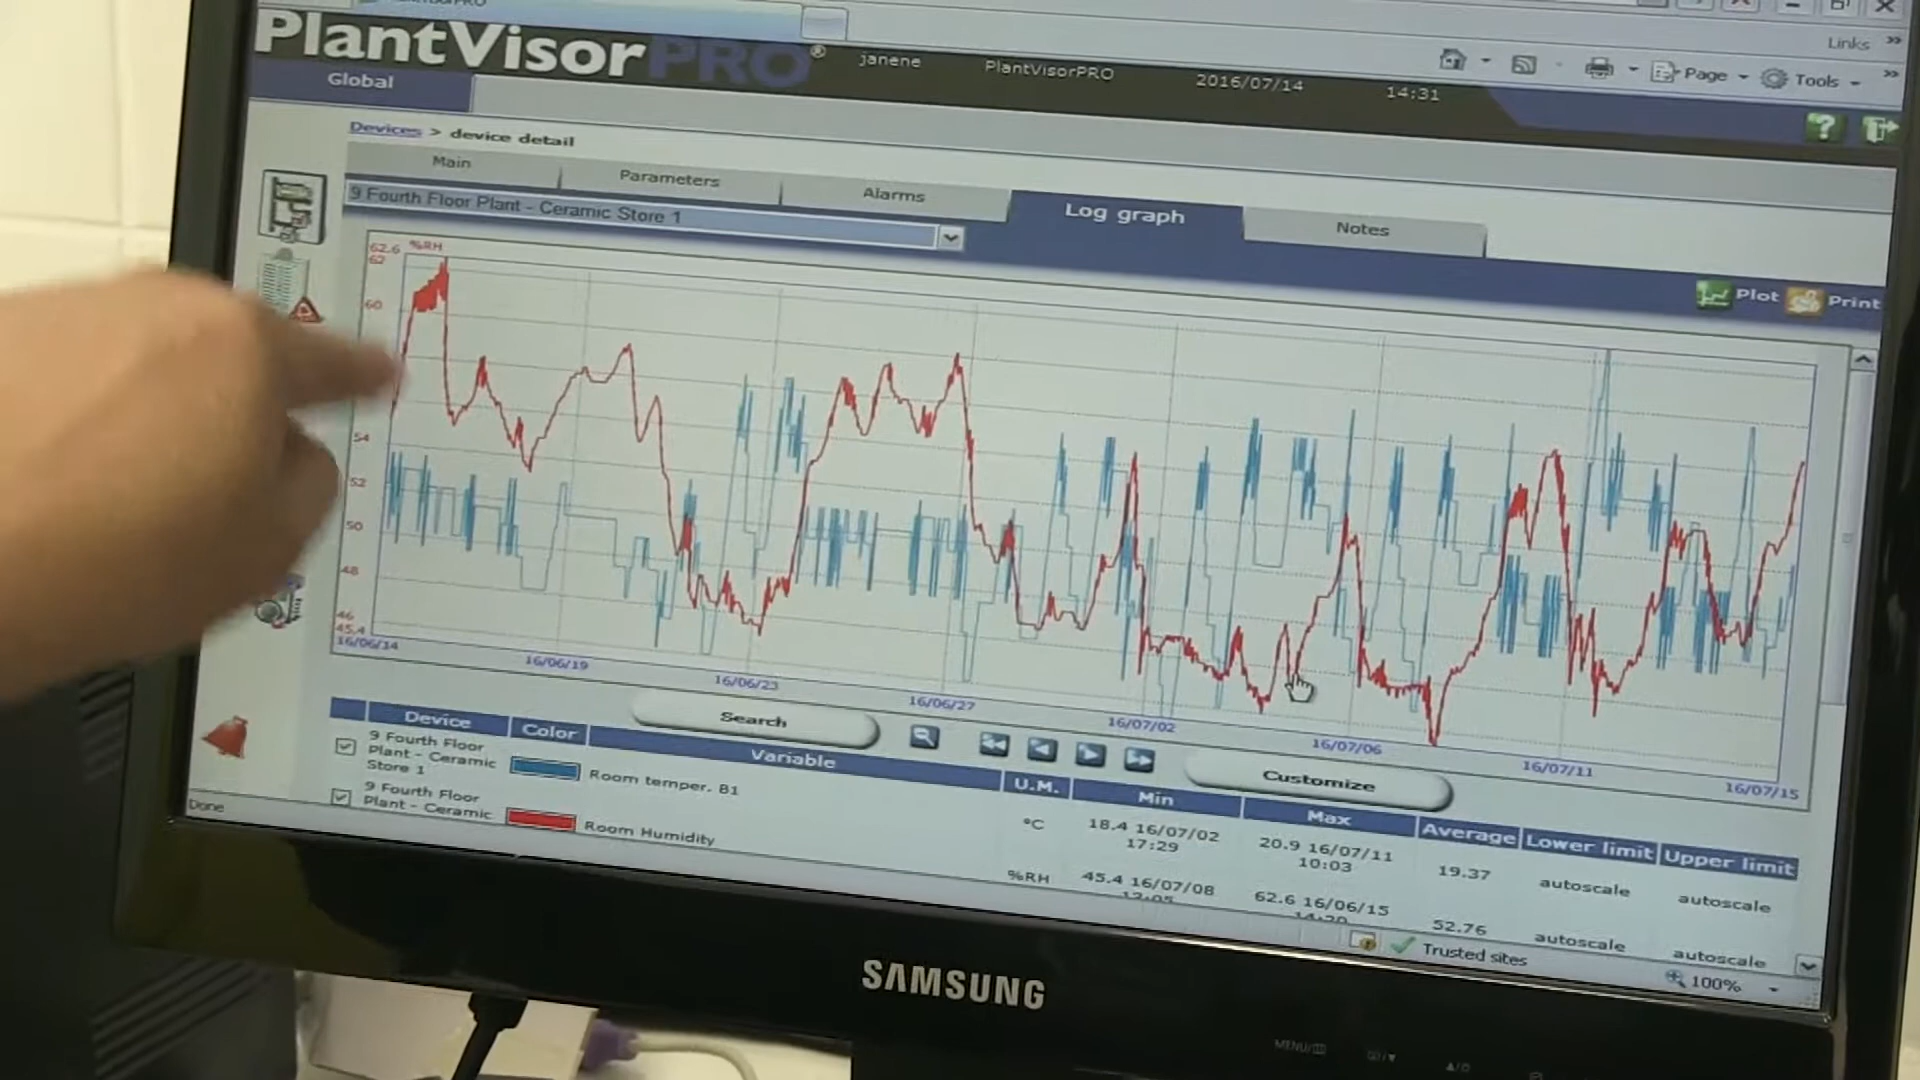 PlantVisorPRO®
janene
PlantVisorPRO
2016/07/14
14:31
Links
Page
Tools
Global
Devices > device detail
Main
Parameters
Alarms
Log graph
Notes
9 Fourth Floor Plant - Ceramic Store 1
Plot
Print
%RH
62.6
62
60
54
52
50
48
46
45.4
16/06/14
16/06/19
16/06/23
16/06/27
16/07/02
16/07/06
16/07/11
16/07/15
Search
Customize
Device
Color
Variable
U.M.
Min
Max
Average
Lower limit
Upper limit
9 Fourth Floor
Plant - Ceramic
Store 1
Room temper. B1
°C
18.4 16/07/02
17:29
20.9 16/07/11
10:03
19.37
autoscale
autoscale
9 Fourth Floor
Plant - Ceramic
Room Humidity
%RH
45.4 16/07/08
62.6 16/06/15
52.76
autoscale
autoscale
Done
Trusted sites
100%
SAMSUNG
MENU